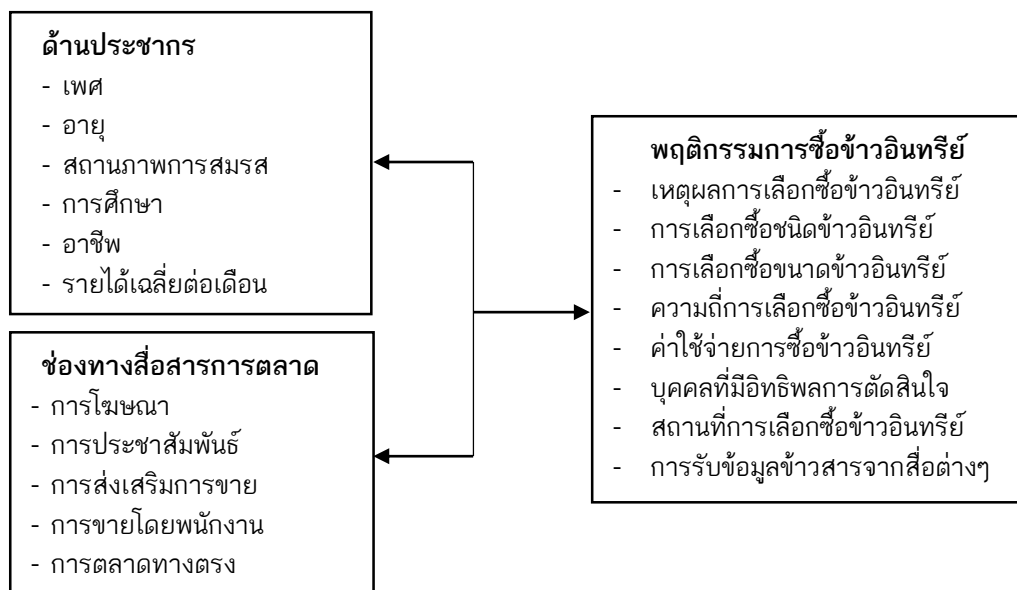 ด้านประชากร
- เพศ
- อายุ
- สถานภาพการสมรส
- การศึกษา
- อาชีพ
- รายได้เฉลี่ยต่อเดือน
ช่องทางสื่อสารการตลาด
- การโฆษณา
- การประชาสัมพันธ์
- การส่งเสริมการขาย
- การขายโดยพนักงาน
- การตลาดทางตรง
พฤติกรรมการซื้อข้าวอินทรีย์
- เหตุผลการเลือกซื้อข้าวอินทรีย์
- การเลือกซื้อชนิดข้าวอินทรีย์
- การเลือกซื้อขนาดข้าวอินทรีย์
- ความถี่การเลือกซื้อข้าวอินทรีย์
- ค่าใช้จ่ายการซื้อข้าวอินทรีย์
- บุคคลที่มีอิทธิพลการตัดสินใจ
- สถานที่การเลือกซื้อข้าวอินทรีย์
- การรับข้อมูลข่าวสารจากสื่อต่างๆ